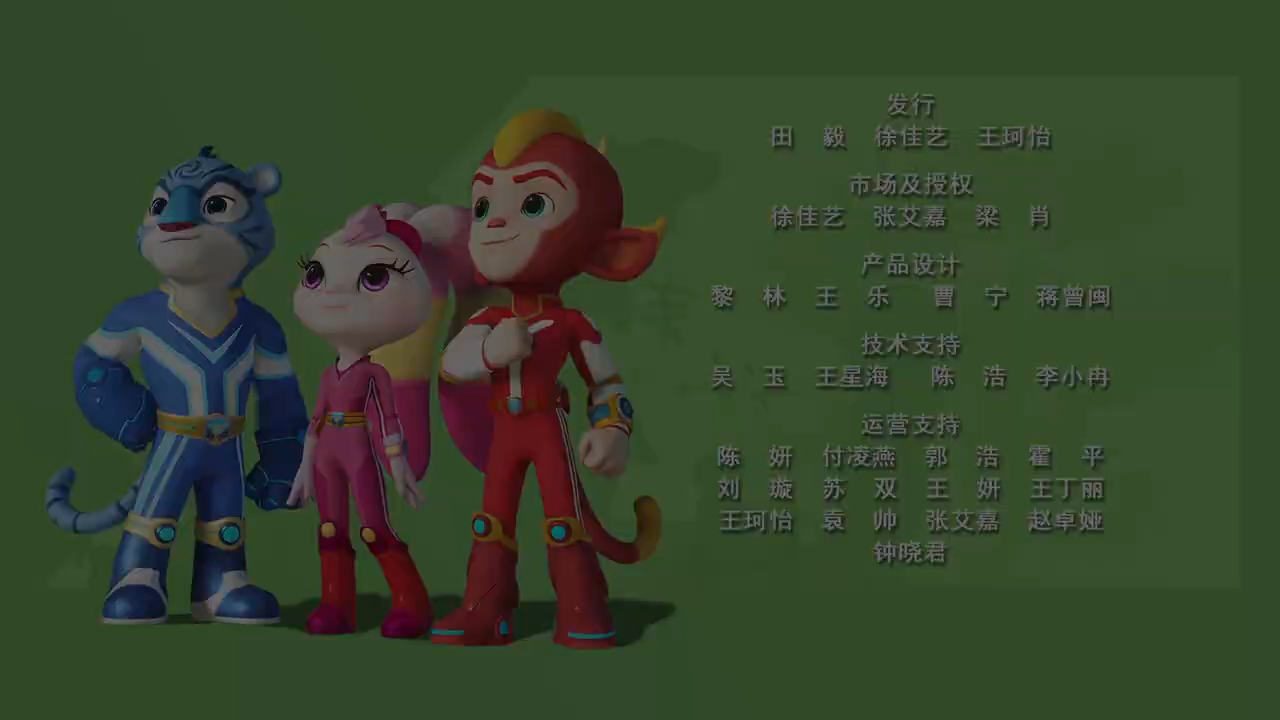 发行
田 毅 徐佳艺 王珂怡
市场及授权
徐佳艺 张艾嘉 梁 肖
产品设计
黎 林 王 乐 曹 宁 蒋曾闽
技术支持
吴 玉 王星海 陈 浩 李小冉
运营支持
陈 妍 付凌燕 郭 浩 霍 平
刘 璇 苏 双 王 妍 王丁丽
王珂怡 袁 帅 张艾嘉 赵卓娅
钟晓君